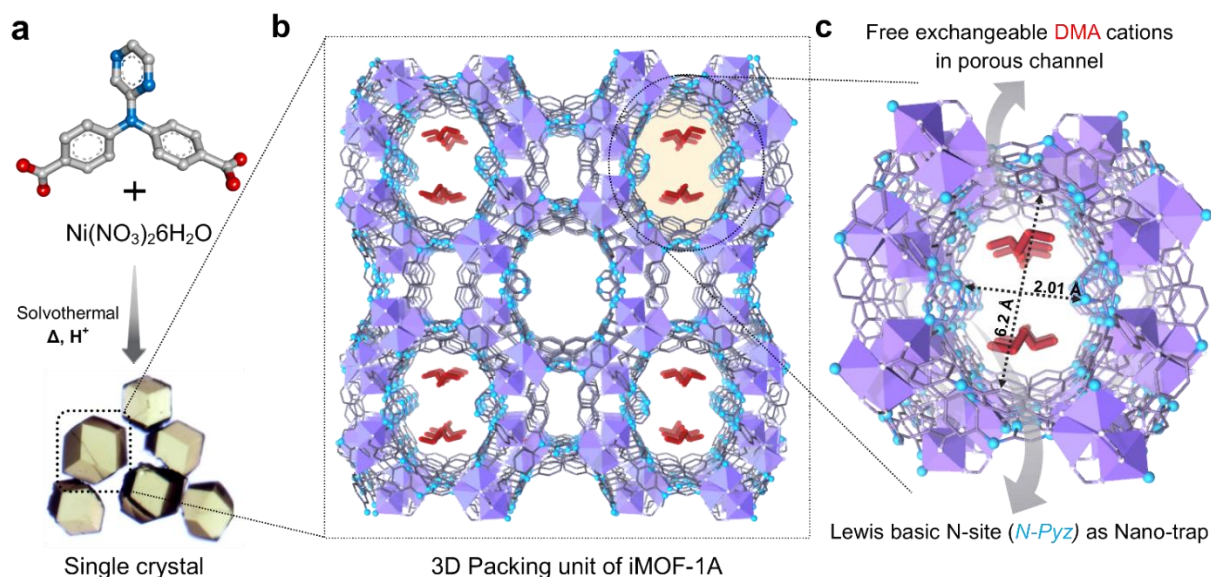 a
+
Ni(NO₃)₂6H₂O
Solvothermal
Δ, H⁺
Single crystal
b
3D Packing unit of iMOF-1A
c
Free exchangeable DMA cations
in porous channel
2.01 Å
6.2 Å
Lewis basic N-site (N-Pyz) as Nano-trap